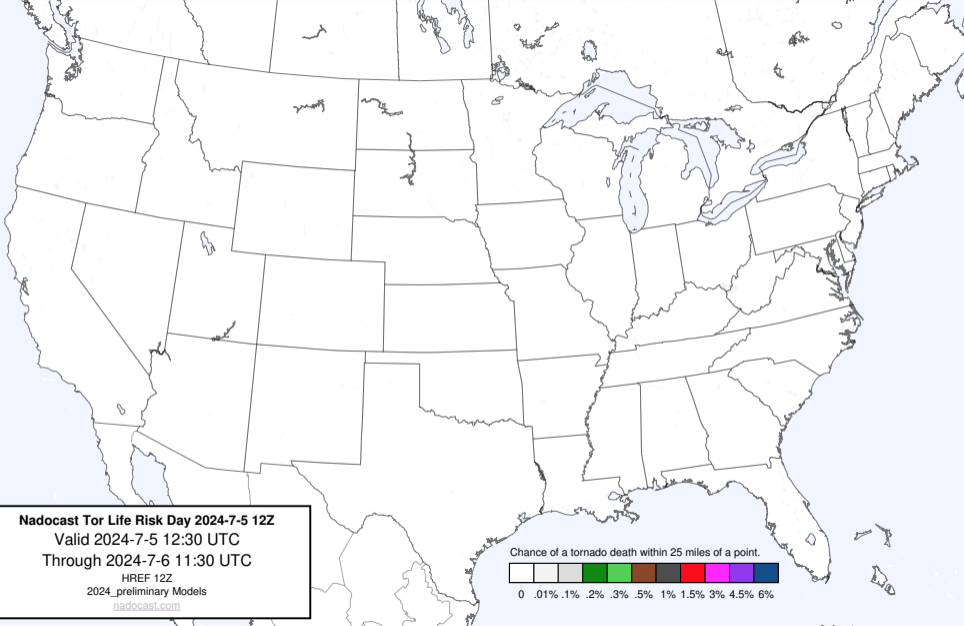 Nadocast Tor Life Risk Day 2024-7-5 12Z
Valid 2024-7-5 12:30 UTC
Through 2024-7-6 11:30 UTC
HREF 12Z
2024_preliminary Models
nadocast.com
Chance of a tornado death within 25 miles of a point.
0 .01% .1% .2% .3% .5% 1% 1.5% 3% 4.5% 6%